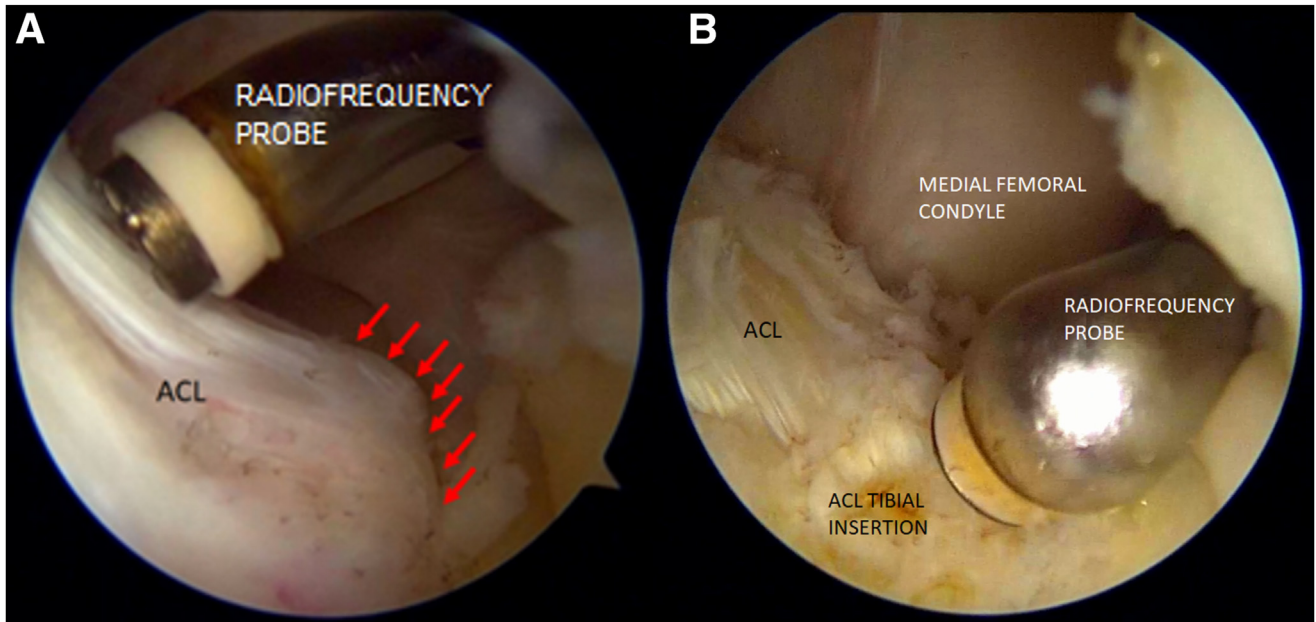 A
RADIOFREQUENCY
PROBE
ACL
B
MEDIAL FEMORAL
CONDYLE
RADIOFREQUENCY
PROBE
ACL
ACL TIBIAL
INSERTION